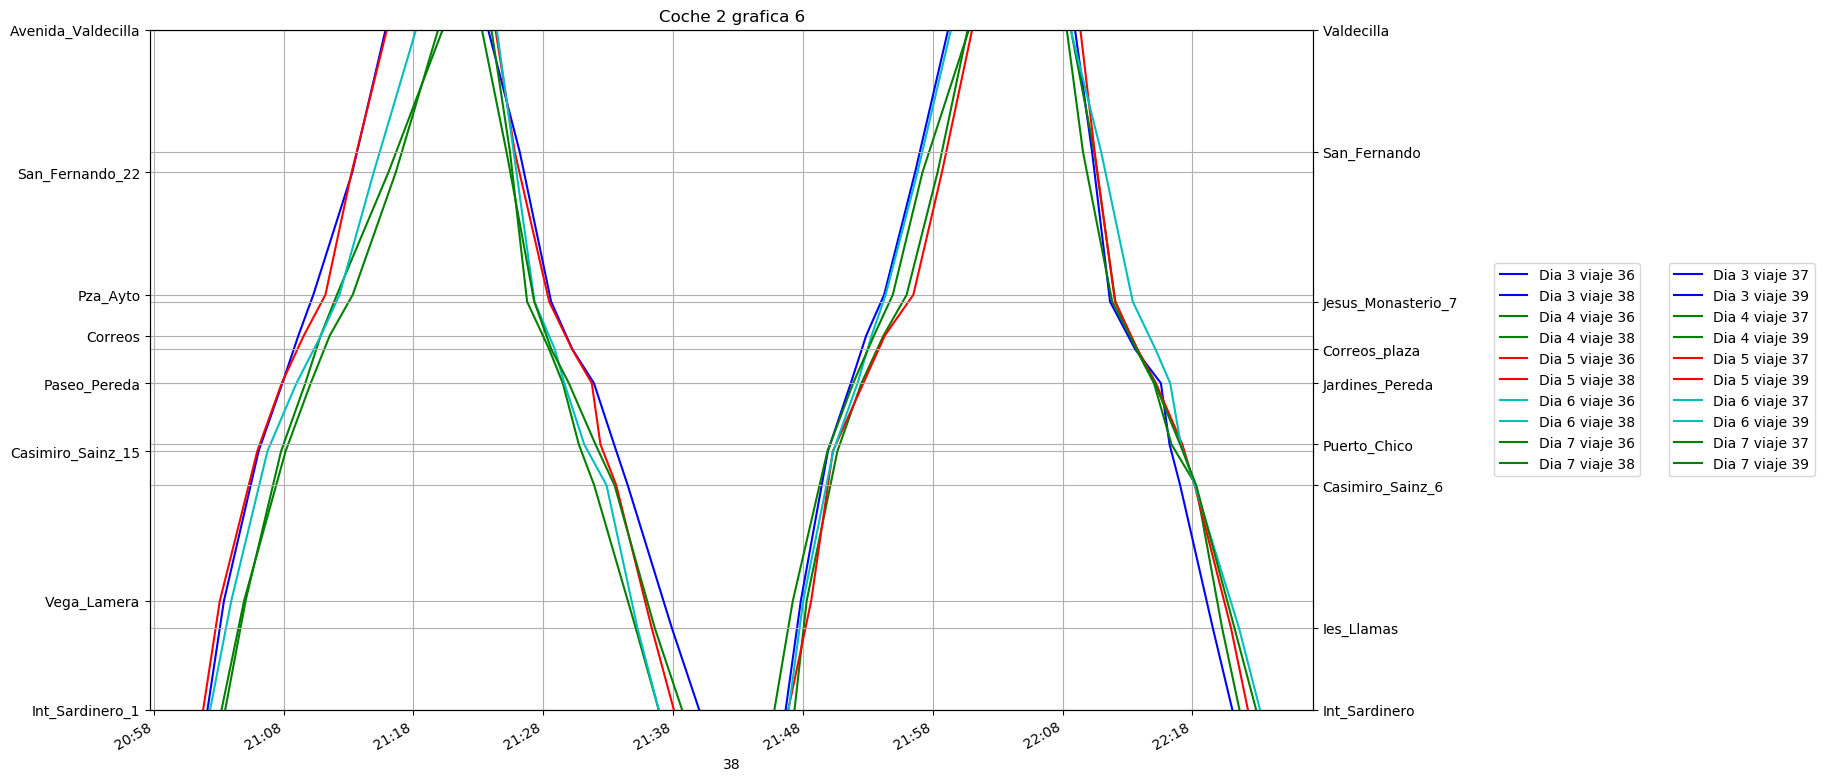 Coche 2 grafica 6
Avenida_Valdecilla
San_Fernando_22
Pza_Ayto
Correos
Paseo_Pereda
Casimiro_Sainz_15
Vega_Lamera
Int_Sardinero_1
Valdecilla
San_Fernando
Jesus_Monasterio_7
Correos_plaza
Jardines_Pereda
Puerto_Chico
Casimiro_Sainz_6
Ies_Llamas
Int_Sardinero
20:58
21:08
21:18
21:28
21:38
21:48
21:58
22:08
22:18
38
Dia 3 viaje 36
Dia 3 viaje 38
Dia 4 viaje 36
Dia 4 viaje 38
Dia 5 viaje 36
Dia 5 viaje 38
Dia 6 viaje 36
Dia 6 viaje 38
Dia 7 viaje 36
Dia 7 viaje 38
Dia 3 viaje 37
Dia 3 viaje 39
Dia 4 viaje 37
Dia 4 viaje 39
Dia 5 viaje 37
Dia 5 viaje 39
Dia 6 viaje 37
Dia 6 viaje 39
Dia 7 viaje 37
Dia 7 viaje 39